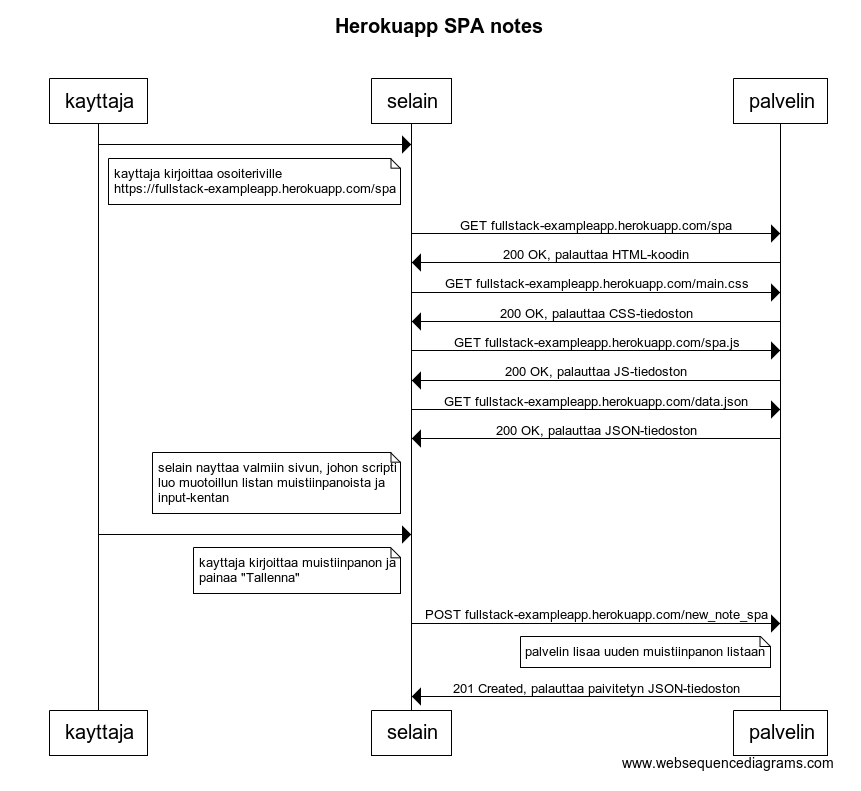 Herokuapp SPA notes
kayttaja
selain
palvelin
kayttaja kirjoittaa osoiteriville
https://fullstack-exampleapp.herokuapp.com/spa
GET fullstack-exampleapp.herokuapp.com/spa
200 OK, palauttaa HTML-koodin
GET fullstack-exampleapp.herokuapp.com/main.css
200 OK, palauttaa CSS-tiedoston
GET fullstack-exampleapp.herokuapp.com/spa.js
200 OK, palauttaa JS-tiedoston
GET fullstack-exampleapp.herokuapp.com/data.json
200 OK, palauttaa JSON-tiedoston
selain nayttaa valmiin sivun, johon scripti
luo muotoillun listan muistiinpanoista ja
input-kentan
kayttaja kirjoittaa muistiinpanon ja
painaa "Tallenna"
POST fullstack-exampleapp.herokuapp.com/new_note_spa
palvelin lisaa uuden muistiinpanon listaan
201 Created, palauttaa paivitetyn JSON-tiedoston
kayttaja
selain
palvelin
www.websequencediagrams.com